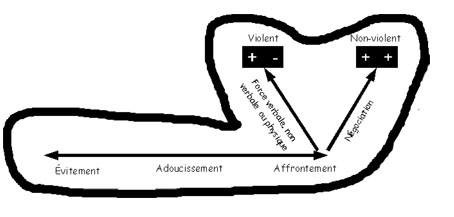 Violent
Non-violent
+ -
+ +
Force verbale, non
verbale ou physique
Négociation
Évitement
Adoucissement
Affrontement